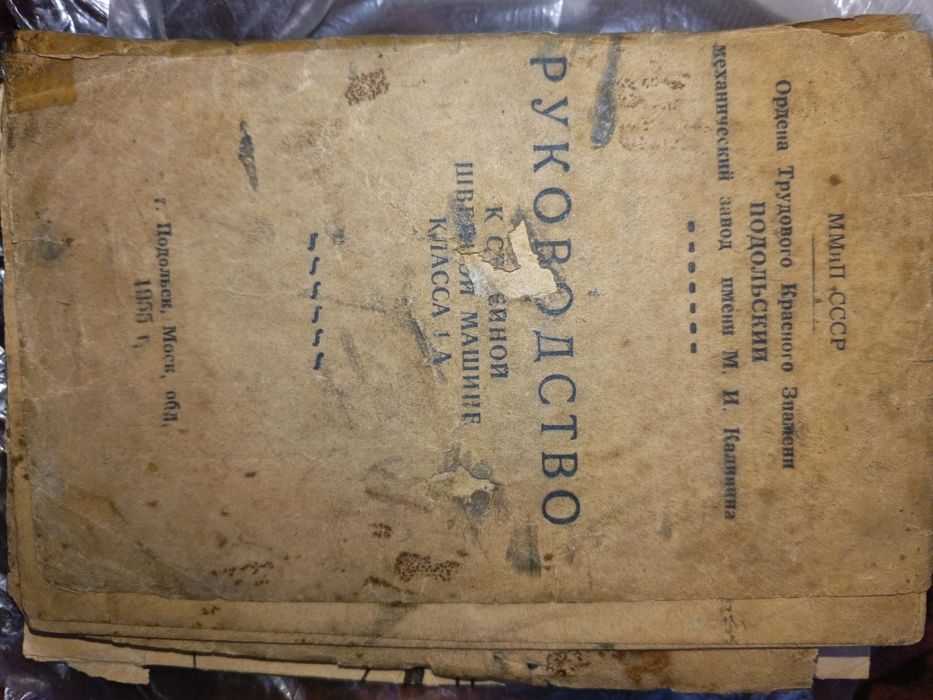 ММиП СССР
Ордена Трудового Красного Знамени
ПОДОЛЬСКИЙ
механический завод имени М. И. Калинина
РУКОВОДСТВО
К
МАШИНЕ
КЛАССА 1 А
г. Подольск, Моск, обл,
1955 г,